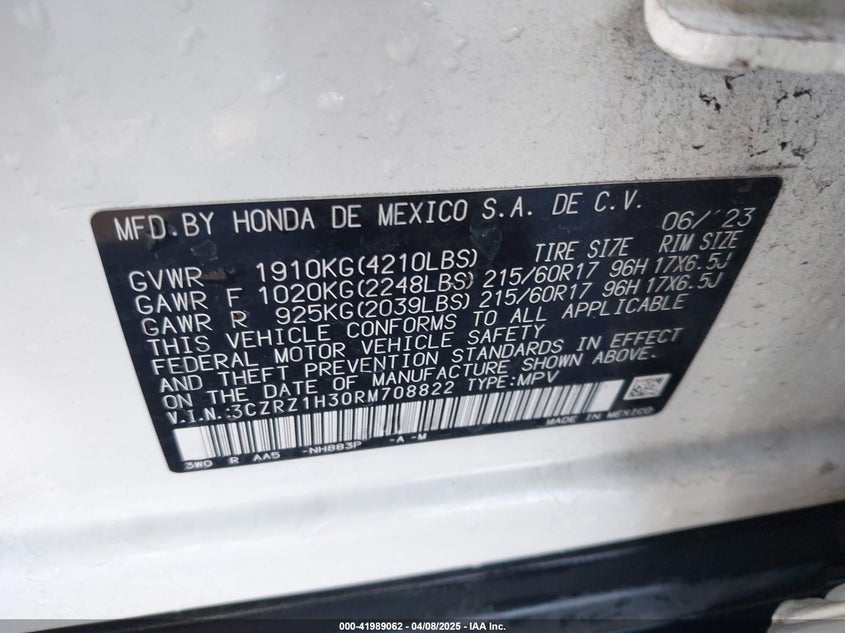 MFD. BY HONDA DE MEXICO S.A. DE C.V. 06/'23
TIRE SIZE RIM SIZE
GVWR 1910KG(4210LBS)
GAWR F 1020KG(2248LBS) 215/60R17 96H 17X6.5J
GAWR R 925KG(2039LBS) 215/60R17 96H 17X6.5J
THIS VEHICLE CONFORMS TO ALL APPLICABLE
FEDERAL MOTOR VEHICLE SAFETY
AND THEFT PREVENTION STANDARDS IN EFFECT
ON THE DATE OF MANUFACTURE SHOWN ABOVE.
V.I.N.:3CZRZ1H30RM708822 TYPE:MPV
MADE IN MEXICO
3W0 R AA5 -NH883P -A -M
000-41989062 - 04/08/2025 - IAA Inc.